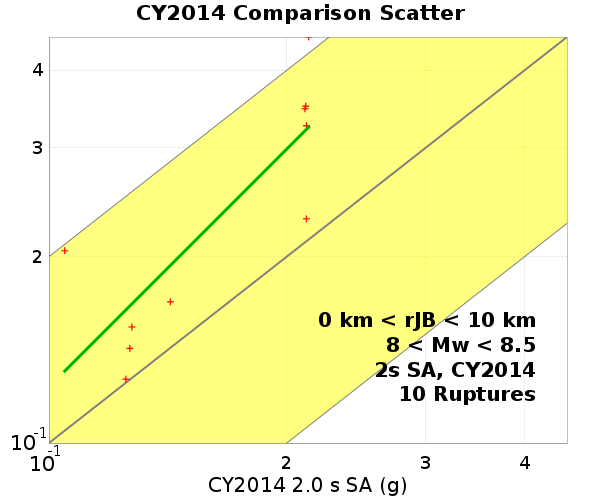 CY2014 Comparison Scatter
4
3
2
10-1
0 km < rJB < 10 km
8 < Mw < 8.5
2s SA, CY2014
10 Ruptures
10-1
2
3
4
CY2014 2.0 s SA (g)